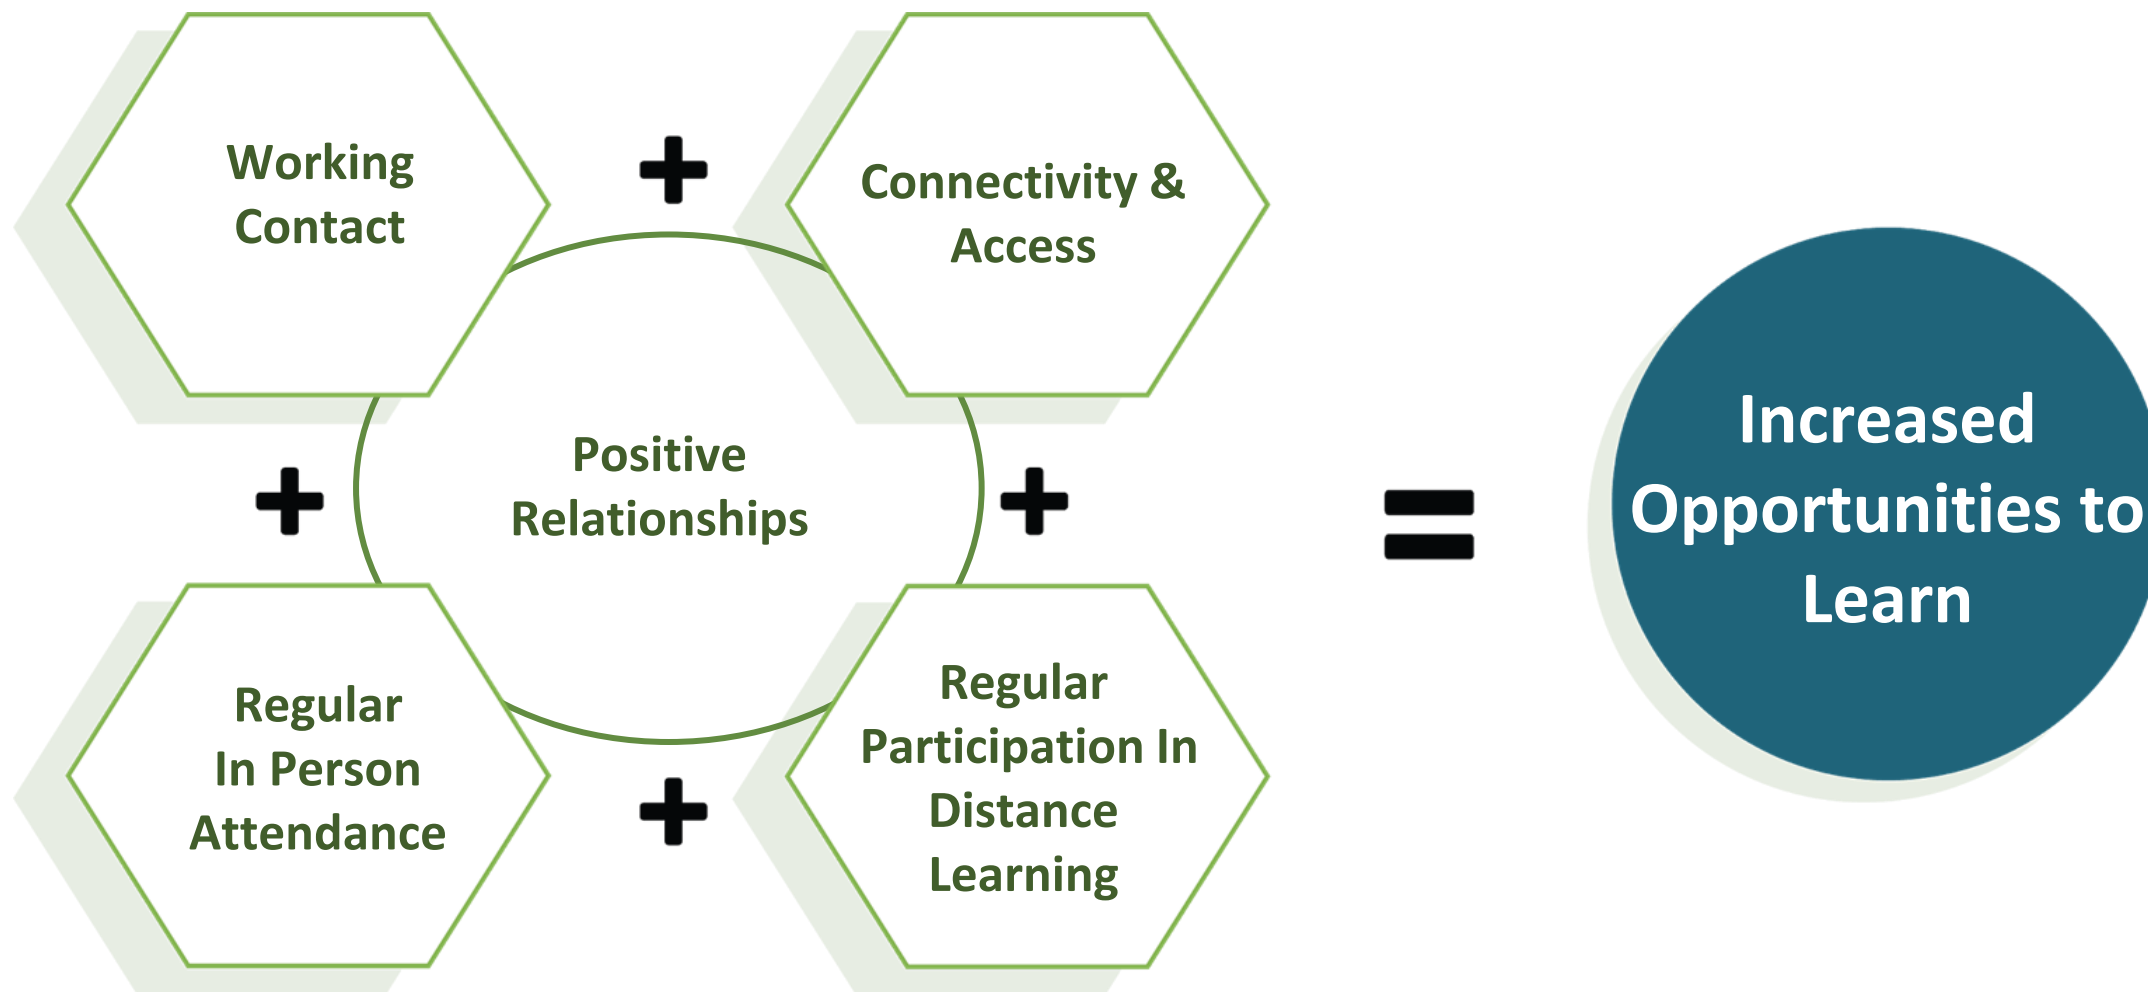 Working
Contact
Connectivity &
Access
Positive
Relationships
Regular
In Person
Attendance
Regular
Participation In
Distance
Learning
Increased
Opportunities to
Learn